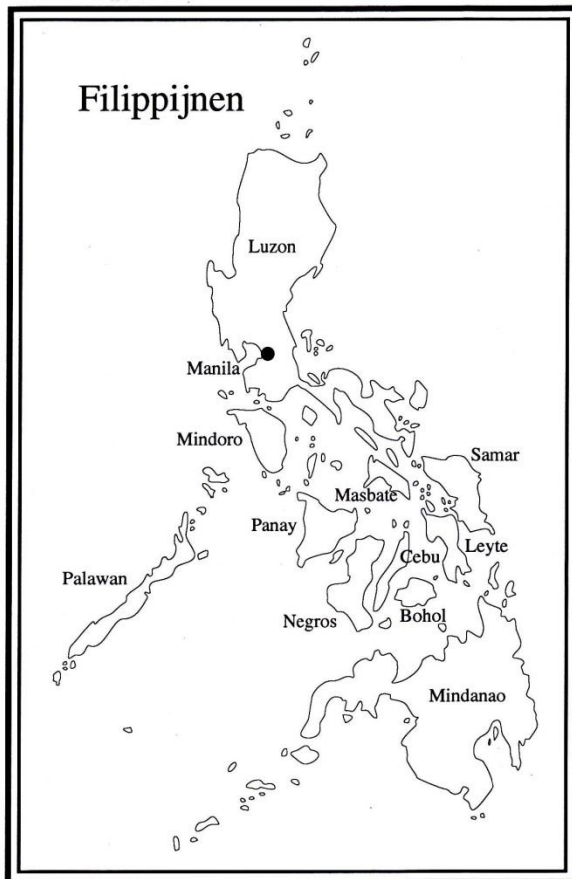 Filippijnen
Luzon
Manila
Mindoro
Samar
Masbate
Panay
Leyte
Cebu
Palawan
Negros
Bohol
Mindanao